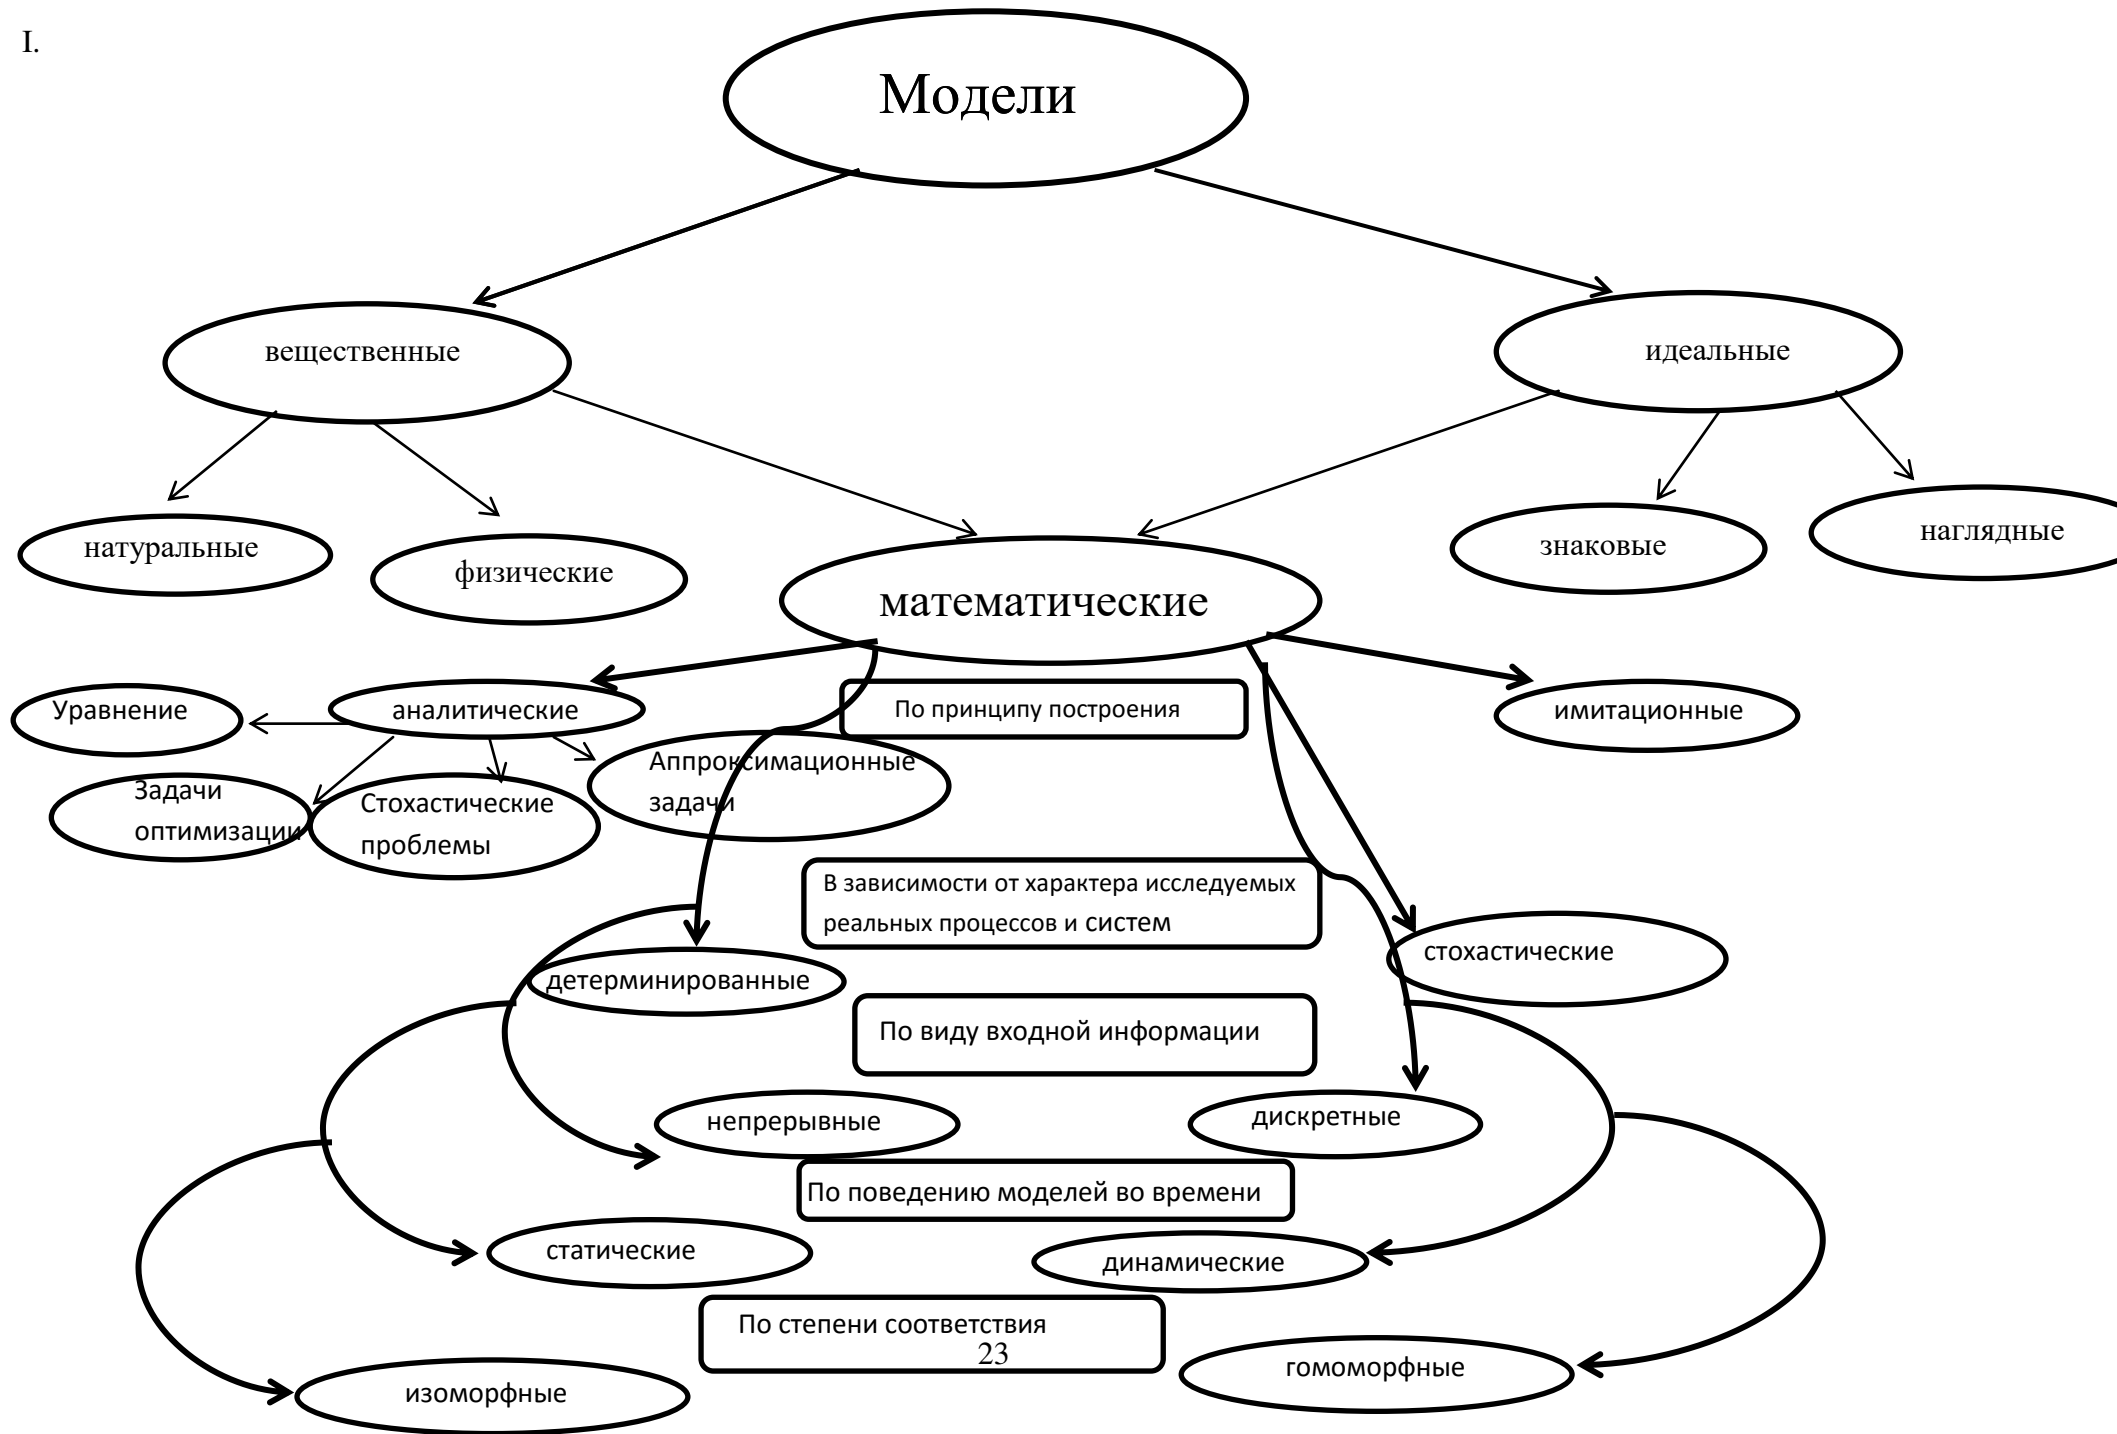 I.
Модели
вещественные
идеальные
натуральные
физические
математические
знаковые
наглядные
Уравнение
аналитические
По принципу построения
имитационные
Задачи
оптимизации
Стохастические
проблемы
Аппроксимационные
задачи
В зависимости от характера исследуемых
реальных процессов и систем
детерминированные
стохастические
По виду входной информации
непрерывные
дискретные
По поведению моделей во времени
статические
динамические
По степени соответствия
23
изоморфные
гомоморфные